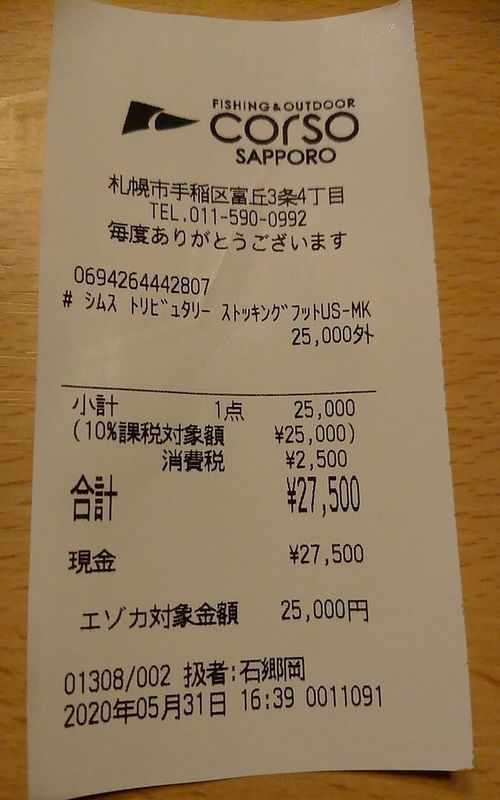 FISHING&OUTDOOR
corso
SAPPORO
札幌市手稲区富丘3条4丁目
TEL.011-590-0992
毎度ありがとうございます
0694264442807
# シムス トリビュタリー ストッキングフットUS-MK
25,000外
小計 1点 25,000
(10%課税対象額 ¥25,000)
消費税 ¥2,500
合計 ¥27,500
現金 ¥27,500
エゾカ対象金額 25,000円
01308/002 扱者:石郷岡
2020年05月31日 16:39 0011091